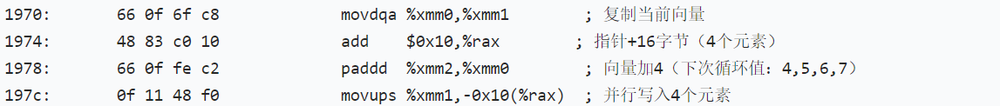 1970: 66 0f 6f c8 movdqa %xmm0,%xmm1 ; 复制当前向量
1974: 48 83 c0 10 add $0x10,%rax ; 指针+16字节（4个元素）
1978: 66 0f fe c2 paddd %xmm2,%xmm0 ; 向量加4（下次循环值：4,5,6,7）
197c: 0f 11 48 f0 movups %xmm1,-0x10(%rax) ; 并行写入4个元素